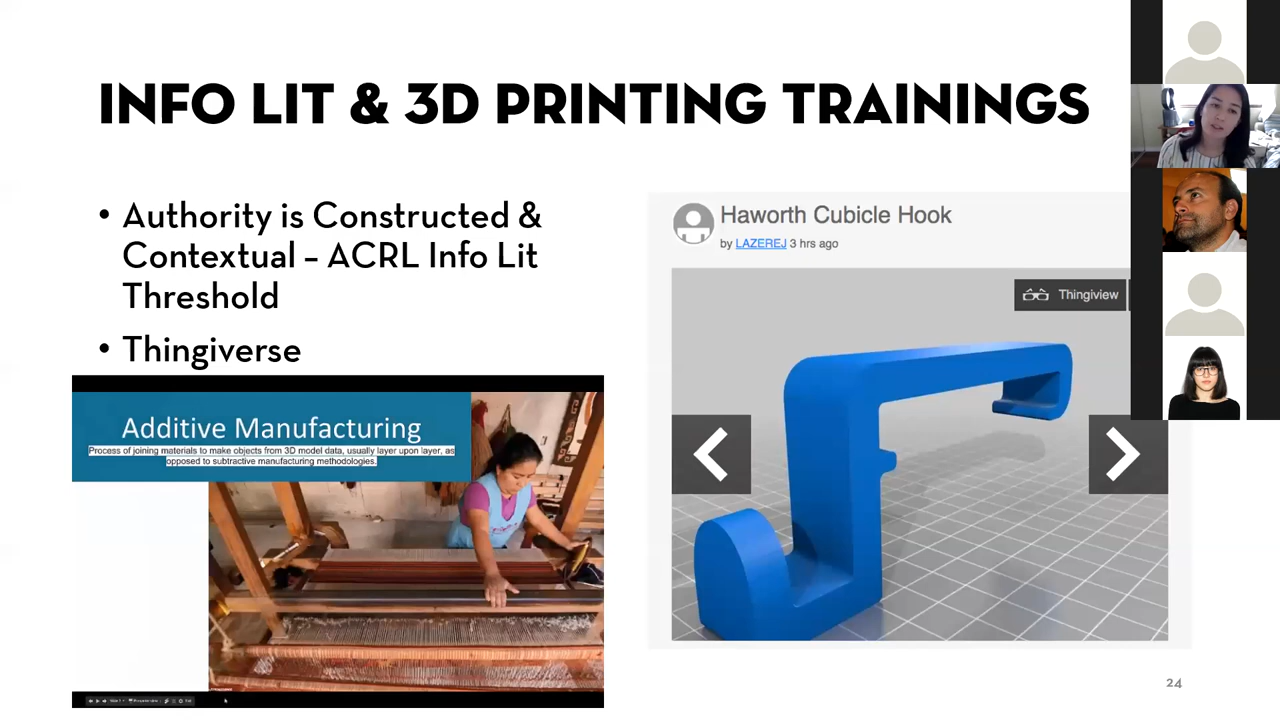 INFO LIT & 3D PRINTING TRAININGS
• Authority is Constructed &
Contextual – ACRL Info Lit
Threshold
• Thingiverse
Additive Manufacturing
Process of joining materials to make objects from 3D model data, usually layer upon layer, as
opposed to subtractive manufacturing methodologies.
Haworth Cubicle Hook
by LAZEREJ 3 hrs ago
Thingiview
24